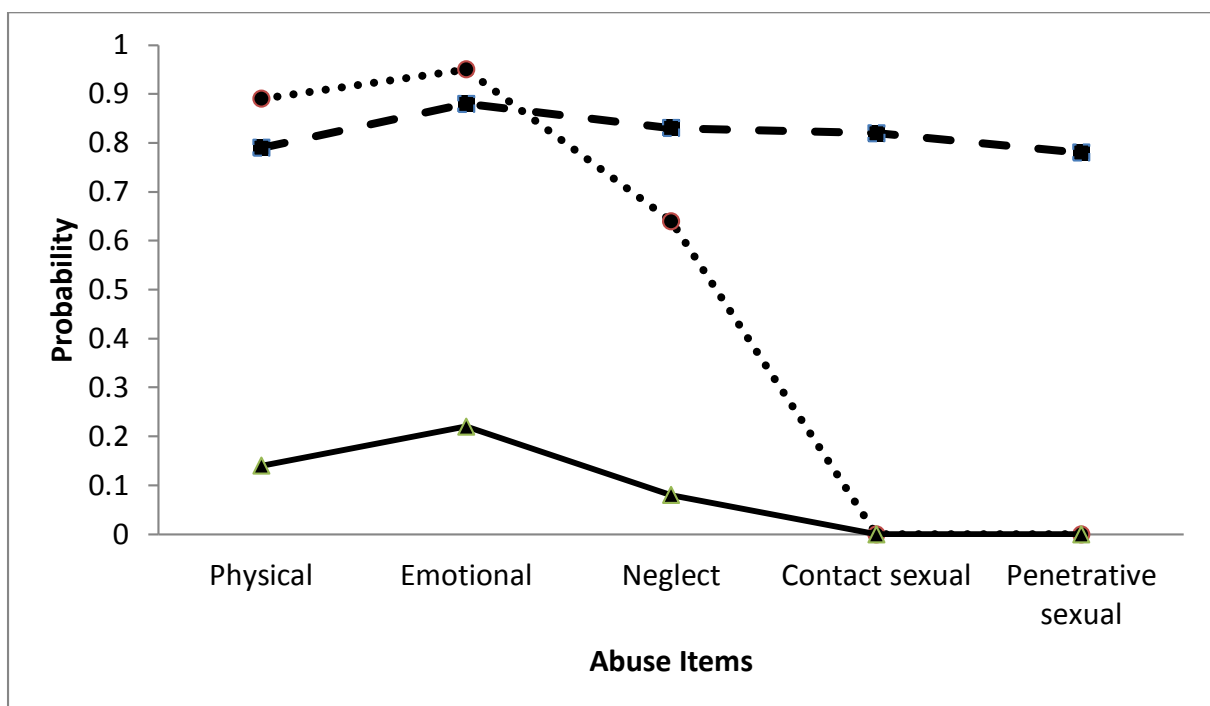 1
0.9
0.8
0.7
0.6
0.5
0.4
0.3
0.2
0.1
0
Probability
Physical
Emotional
Neglect
Contact sexual
Penetrative
sexual
Abuse Items